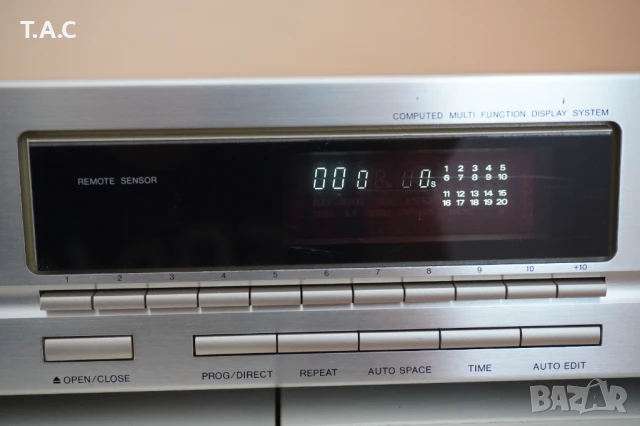 T.A.C
COMPUTED MULTI FUNCTION DISPLAY SYSTEM
REMOTE SENSOR
000 0 0s
1 2 3 4 5
6 7 8 9 10
11 12 13 14 15
16 17 18 19 20
1 2 3 4 5 6 7 8 9 10 +10
OPEN/CLOSE PROG/DIRECT REPEAT AUTO SPACE TIME AUTO EDIT
BAZAR